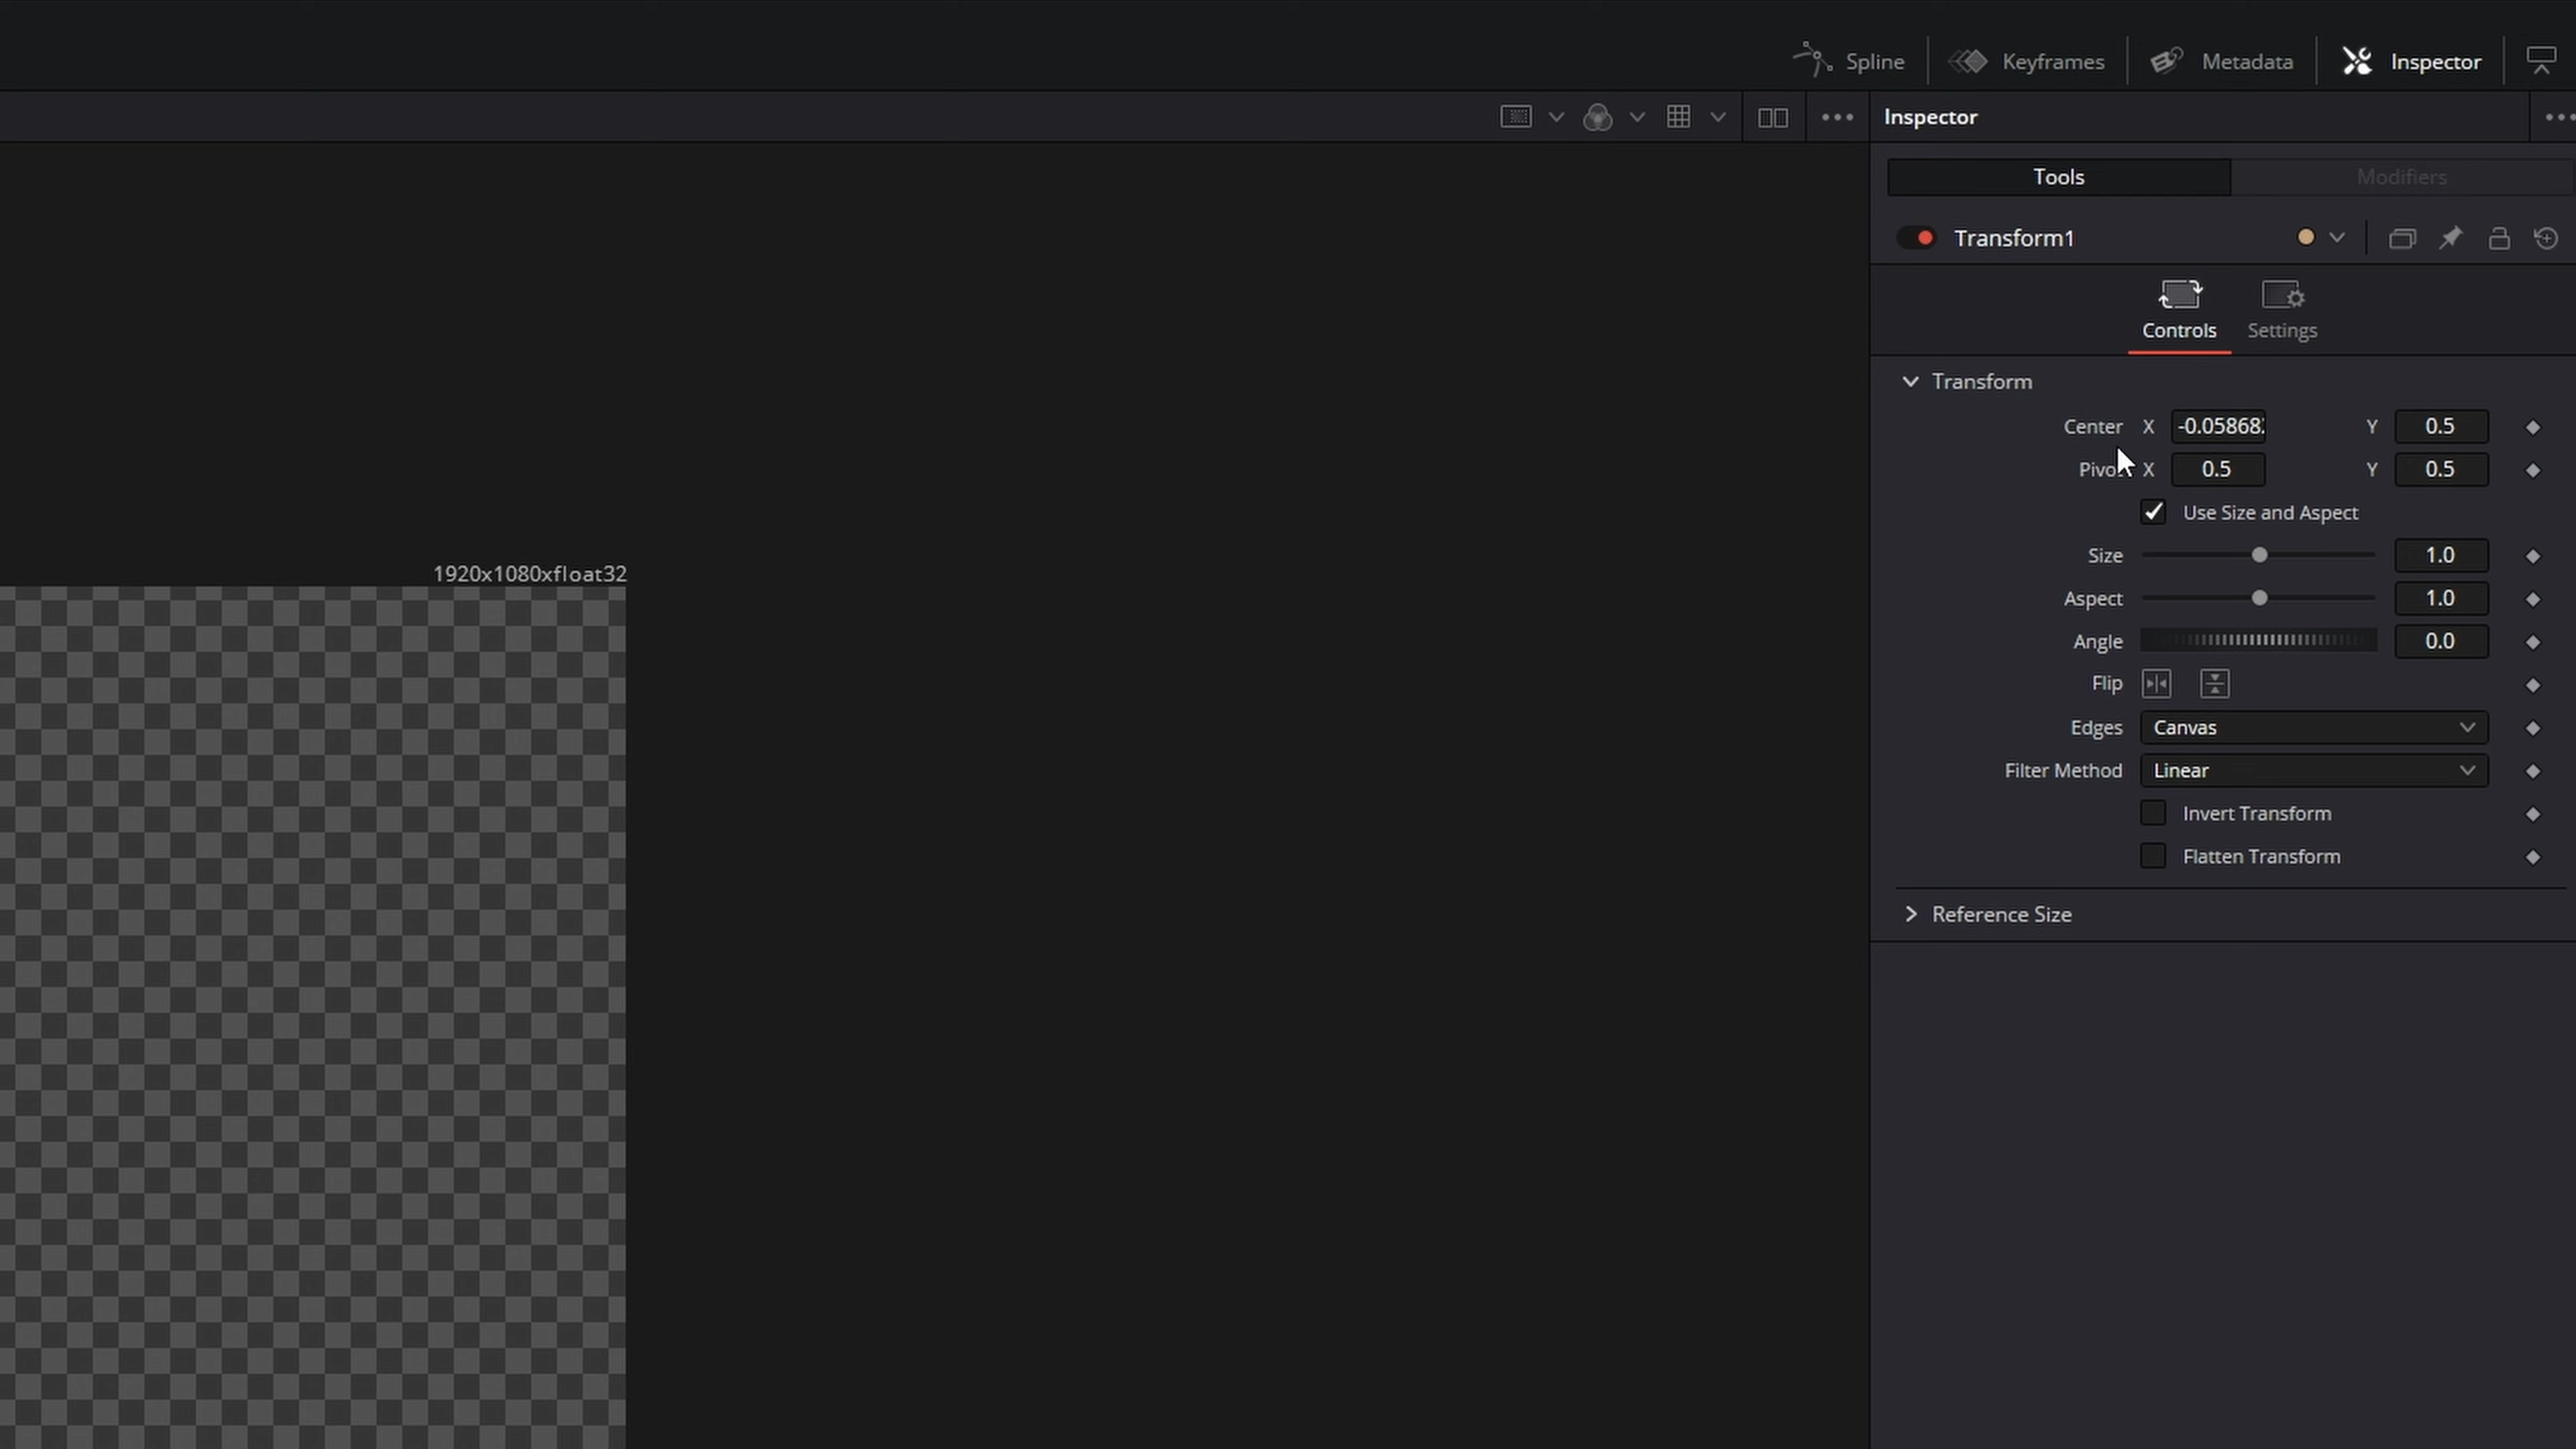 Spline Keyframes Metadata Inspector
Inspector
Tools Modifiers
Transform1
Controls Settings
Transform
Center X -0.05868 Y 0.5
X 0.5 Y 0.5
Use Size and Aspect
1920x1080xfloat32
Size 1.0
Aspect 1.0
Angle 0.0
Flip
Edges Canvas
Filter Method Linear
Invert Transform
Flatten Transform
Reference Size